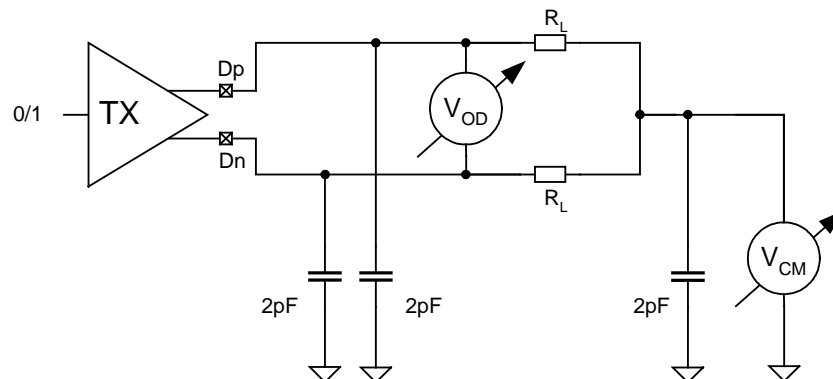 R_L
Dp
0/1
TX
V_OD
Dn
R_L
V_CM
2pF
2pF
2pF